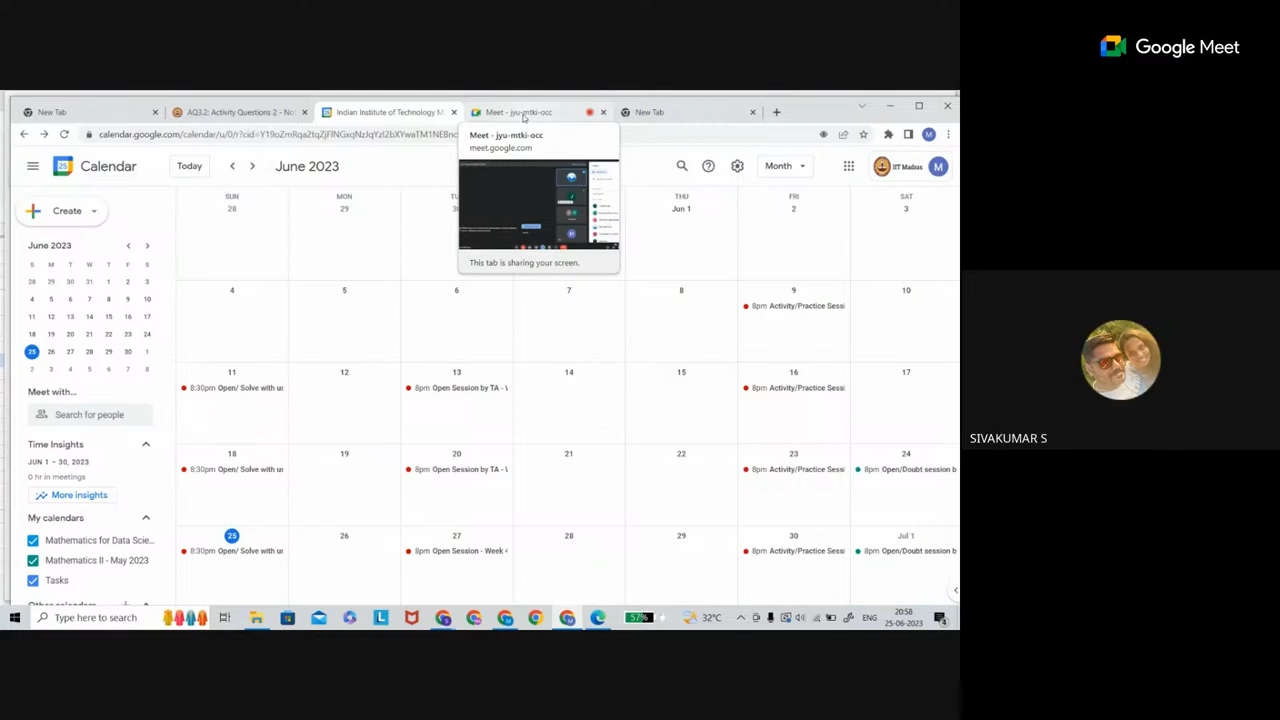 Google Meet
New Tab
AQ3.2: Activity Questions 2 - No
Indian Institute of Technology M
Meet - jyu-mtki-occ
New Tab
calendar.google.com/calendar/u/0/r?cid=
Meet - jyu-mtki-occ
meet.google.com
This tab is sharing your screen.
Calendar
Today
June 2023
Month
IIT Madras
M
Create
SUN
MON
THU
FRI
SAT
28
29
Jun 1
2
3
4
5
6
7
8
9
10
8pm Activity/Practice Sessi
11
12
13
14
15
16
17
8:30pm Open/ Solve with us
8pm Open Session by TA -
8pm Activity/Practice Sessi
18
19
20
21
22
23
24
8:30pm Open/ Solve with us
8pm Open Session by TA -
8pm Activity/Practice Sessi
Open/Doubt session b
25
26
27
28
29
30
Jul 1
8:30pm Open/ Solve with us
8pm Open Session - Week
8pm Activity/Practice Sessi
8pm Open/Doubt session b
June 2023
S M T W T F S
28 29 30 31 1 2 3
4 5 6 7 8 9 10
11 12 13 14 15 16 17
18 19 20 21 22 23 24
25 26 27 28 29 30 1
2 3 4 5 6 7 8
Meet with...
Search for people
Time Insights
JUN 1 – 30, 2023
0 hr in meetings
More insights
My calendars
Mathematics for Data Scie...
Mathematics II - May 2023
Tasks
SIVAKUMAR S
Type here to search
57%
32°C
ENG
20:58
25-06-2023